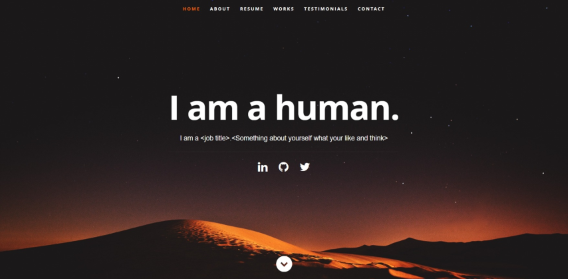 HOME ABOUT RESUME WORKS TESTIMONIALS CONTACT
I am a human.
I am a <job title>.<Something about yourself what your like and think>
in